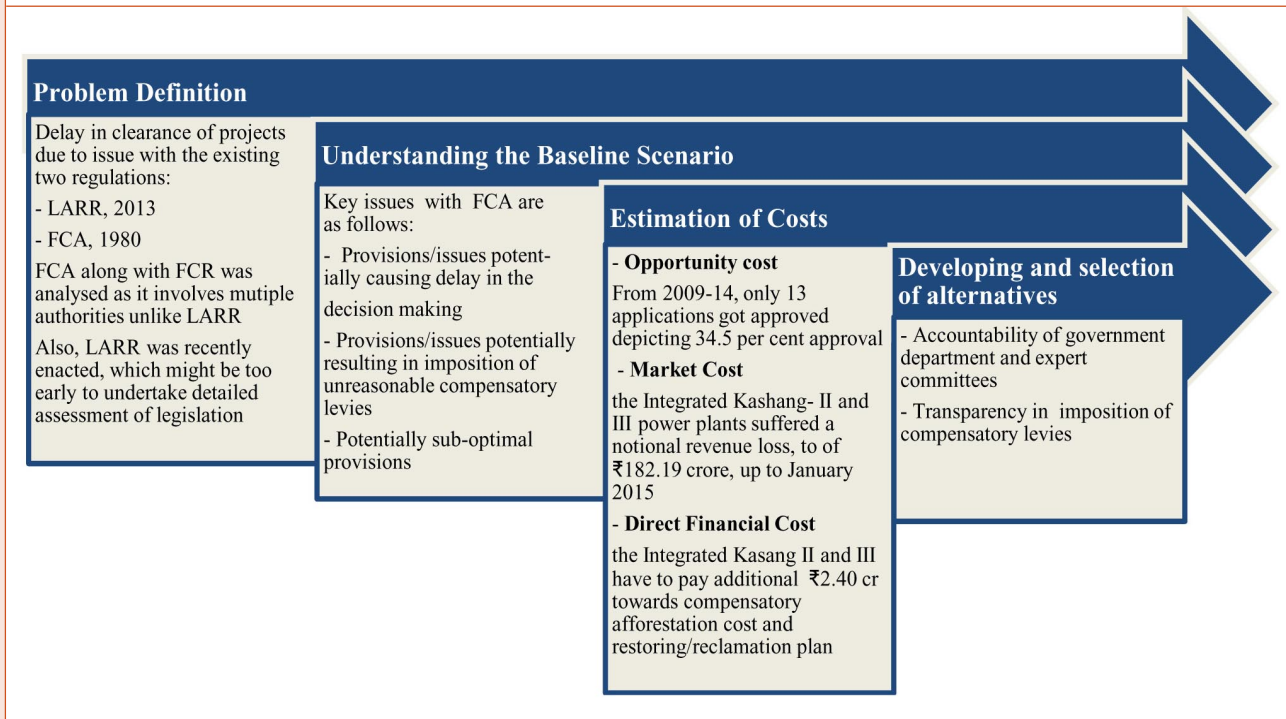 Problem Definition
Delay in clearance of projects
due to issue with the existing
two regulations:
- LARR, 2013
- FCA, 1980
FCA along with FCR was
analysed as it involves mutiple
authorities unlike LARR
Also, LARR was recently
enacted, which might be too
early to undertake detailed
assessment of legislation
Understanding the Baseline Scenario
Key issues with FCA are
as follows:
- Provisions/issues potent-
ially causing delay in the
decision making
- Provisions/issues potentially
resulting in imposition of
unreasonable compensatory
levies
- Potentially sub-optimal
provisions
Estimation of Costs
- Opportunity cost
From 2009-14, only 13
applications got approved
depicting 34.5 per cent approval
- Market Cost
the Integrated Kashang- II and
III power plants suffered a
notional revenue loss, to of
₹182.19 crore, up to January
2015
- Direct Financial Cost
the Integrated Kasang II and III
have to pay additional ₹2.40 cr
towards compensatory
afforestation cost and
restoring/reclamation plan
Developing and selection
of alternatives
- Accountability of government
department and expert
committees
- Transparency in imposition of
compensatory levies